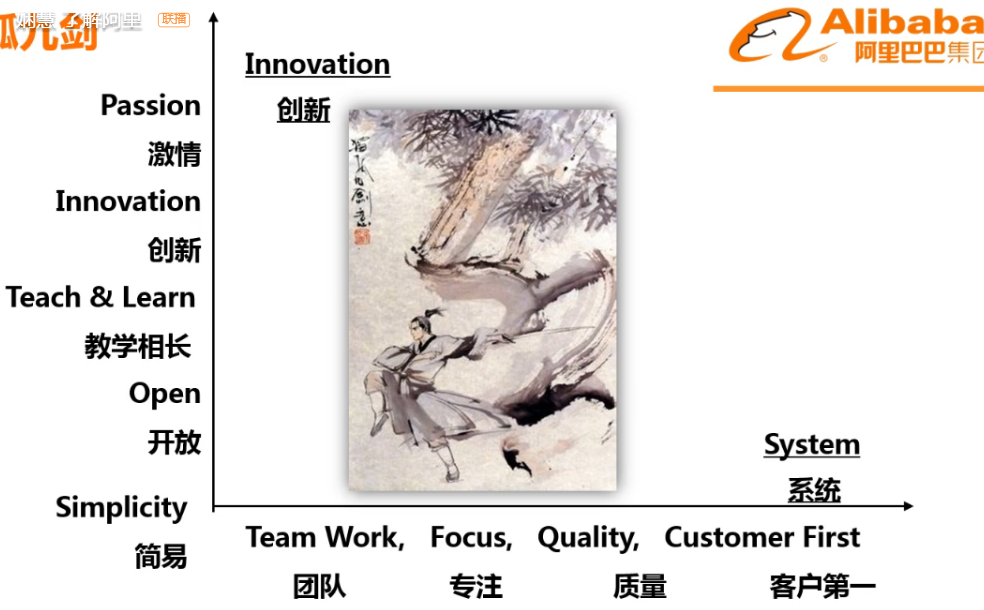 娴慧 了解阿里 联播
孤九剑
Alibaba
阿里巴巴集团
Innovation
创新
Passion
激情
Innovation
创新
Teach & Learn
教学相长
Open
开放
Simplicity
简易
System
系统
Team Work, Focus, Quality, Customer First
团队 专注 质量 客户第一